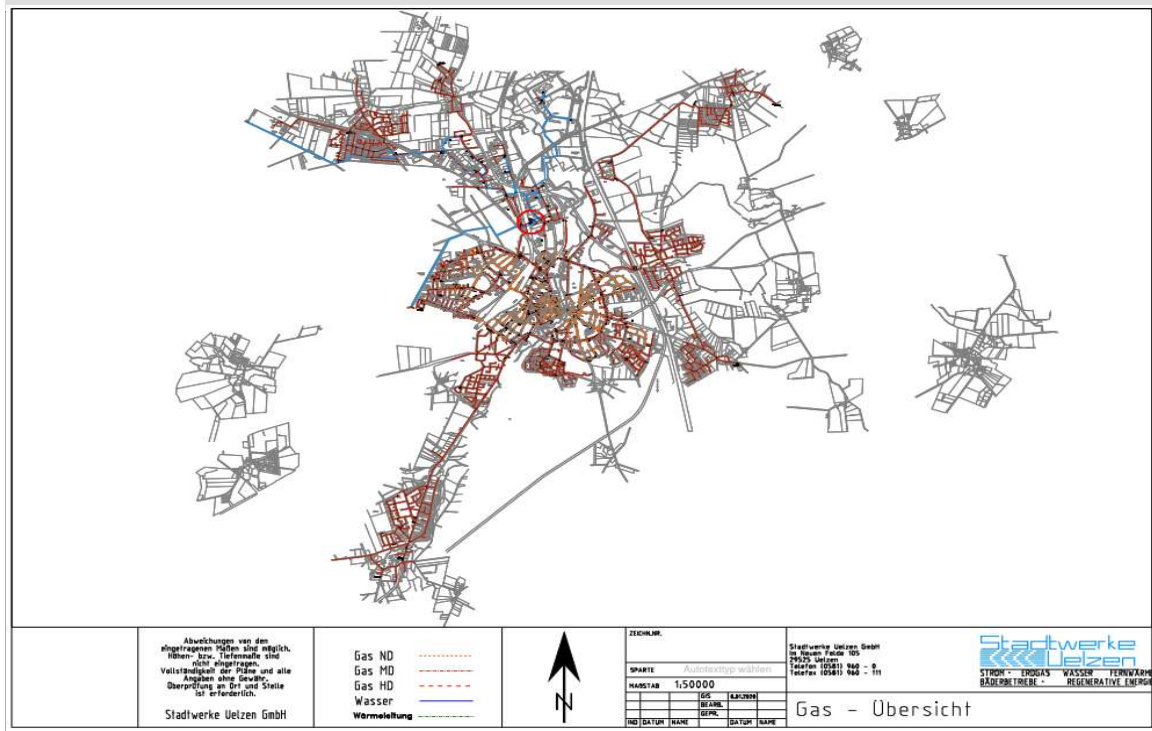 Abweichungen von den
eingetragenen Maßen sind möglich.
Höhen- bzw. Tiefenmaße sind
nicht eingetragen.
Vollständigkeit der Pläne und alle
Angaben ohne Gewähr.
Überprüfung an Ort und Stelle
ist erforderlich.
Stadtwerke Uelzen GmbH
Gas ND
Gas MD
Gas HD
Wasser
Wärmeleitung
N
ZEICHN.NR.
SPARTE Autotexttyp wählen
MAßSTAB 1:50000
GIS
BEARB.
GEPR.
IND DATUM NAME DATUM NAME
Stadtwerke Uelzen GmbH
Im Neuen Felde 105
29525 Uelzen
Telefon (0581) 960 - 0
Telefax (0581) 960 - 111
Stadtwerke
Uelzen
STROM · ERDGAS WASSER FERNWÄRME
BÄDERBETRIEBE · REGENERATIVE ENERGIE
Gas - Übersicht